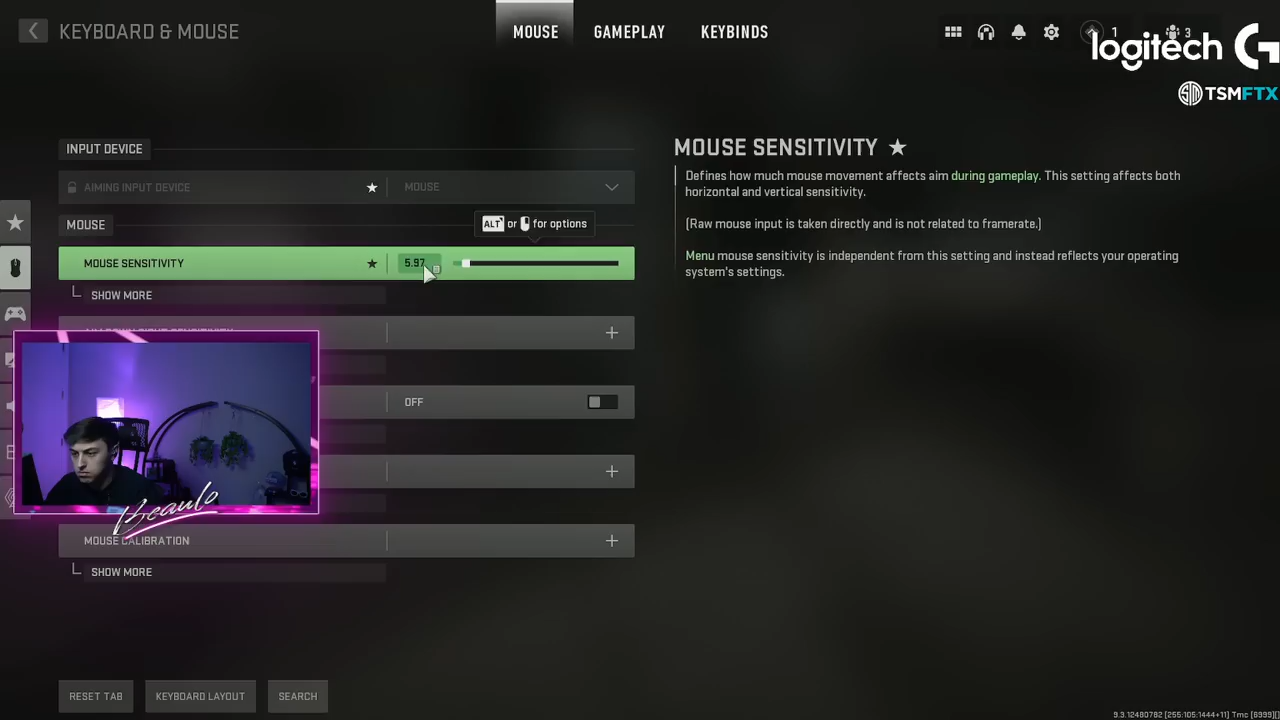 KEYBOARD & MOUSE
MOUSE
GAMEPLAY
KEYBINDS
1
3
logitech G
TSMFTX
INPUT DEVICE
AIMING INPUT DEVICE
MOUSE
MOUSE
ALT or for options
MOUSE SENSITIVITY
5.97
SHOW MORE
OFF
Beaulo
MOUSE CALIBRATION
SHOW MORE
MOUSE SENSITIVITY
Defines how much mouse movement affects aim during gameplay. This setting affects both
horizontal and vertical sensitivity.
(Raw mouse input is taken directly and is not related to framerate.)
Menu mouse sensitivity is independent from this setting and instead reflects your operating
system's settings.
RESET TAB
KEYBOARD LAYOUT
SEARCH